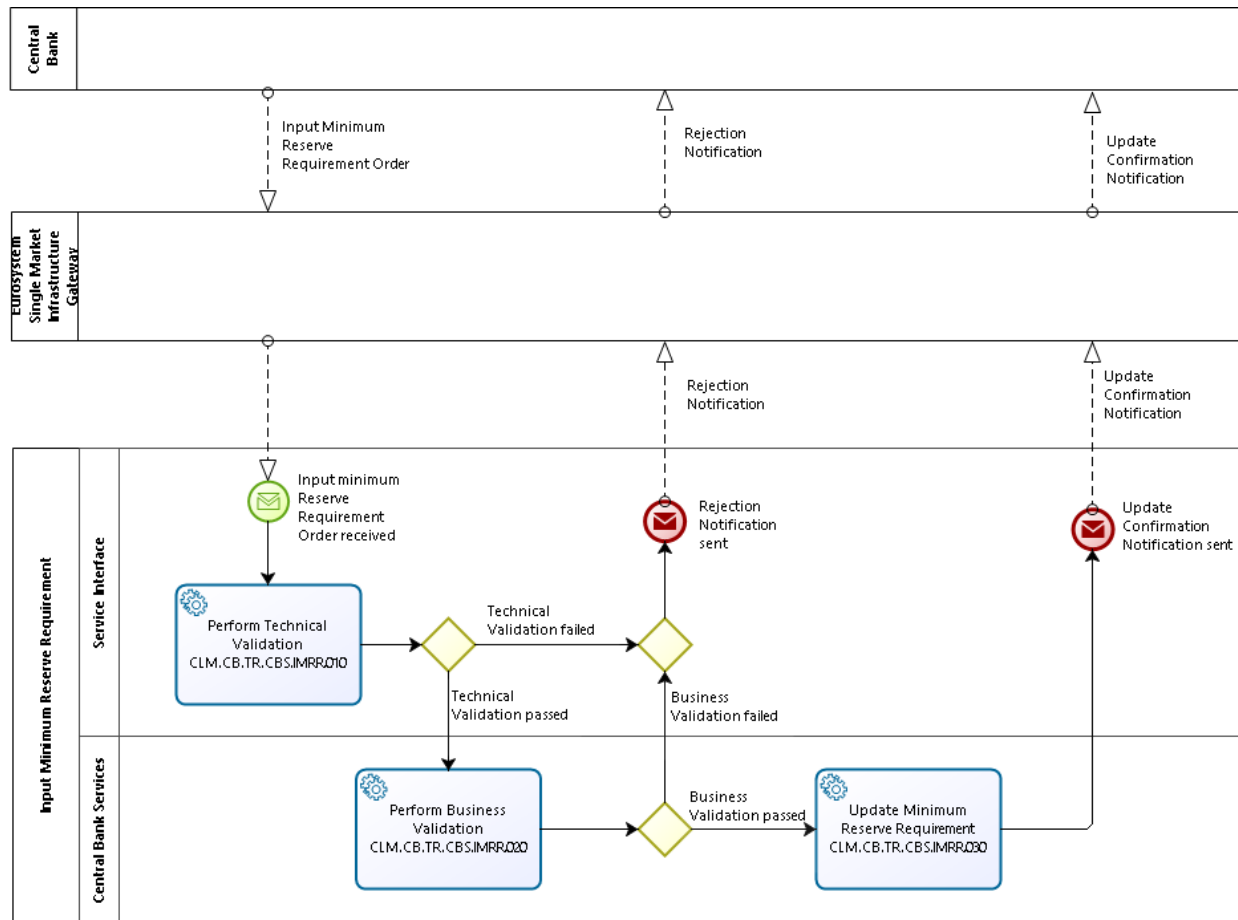 Central
Bank
Input Minimum
Reserve
Requirement Order
Rejection
Notification
Update
Confirmation
Notification
Eurosystem
Single Market
Infrastructure
Gateway
Rejection
Notification
Update
Confirmation
Notification
Input Minimum Reserve Requirement
Service Interface
Input minimum
Reserve
Requirement
Order received
Rejection
Notification
sent
Update
Confirmation
Notification sent
Perform Technical
Validation
CLM.CB.TR.CBS.IMRR.010
Technical
Validation failed
Technical
Validation passed
Business
Validation failed
Central Bank Services
Perform Business
Validation
CLM.CB.TR.CBS.IMRR.020
Business
Validation passed
Update Minimum
Reserve Requirement
CLM.CB.TR.CBS.IMRR.030